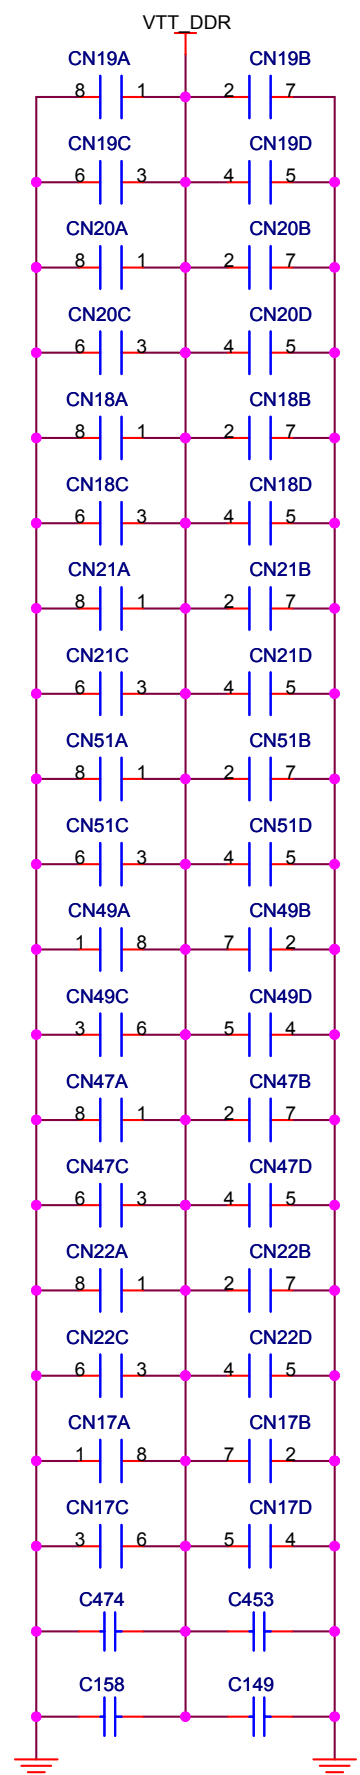 VTT_DDR
CN19A CN19B
8 1 2 7
CN19C CN19D
6 3 4 5
CN20A CN20B
8 1 2 7
CN20C CN20D
6 3 4 5
CN18A CN18B
8 1 2 7
CN18C CN18D
6 3 4 5
CN21A CN21B
8 1 2 7
CN21C CN21D
6 3 4 5
CN51A CN51B
8 1 2 7
CN51C CN51D
6 3 4 5
CN49A CN49B
1 8 7 2
CN49C CN49D
3 6 5 4
CN47A CN47B
8 1 2 7
CN47C CN47D
6 3 4 5
CN22A CN22B
8 1 2 7
CN22C CN22D
6 3 4 5
CN17A CN17B
1 8 7 2
CN17C CN17D
3 6 5 4
C474 C453
C158 C149